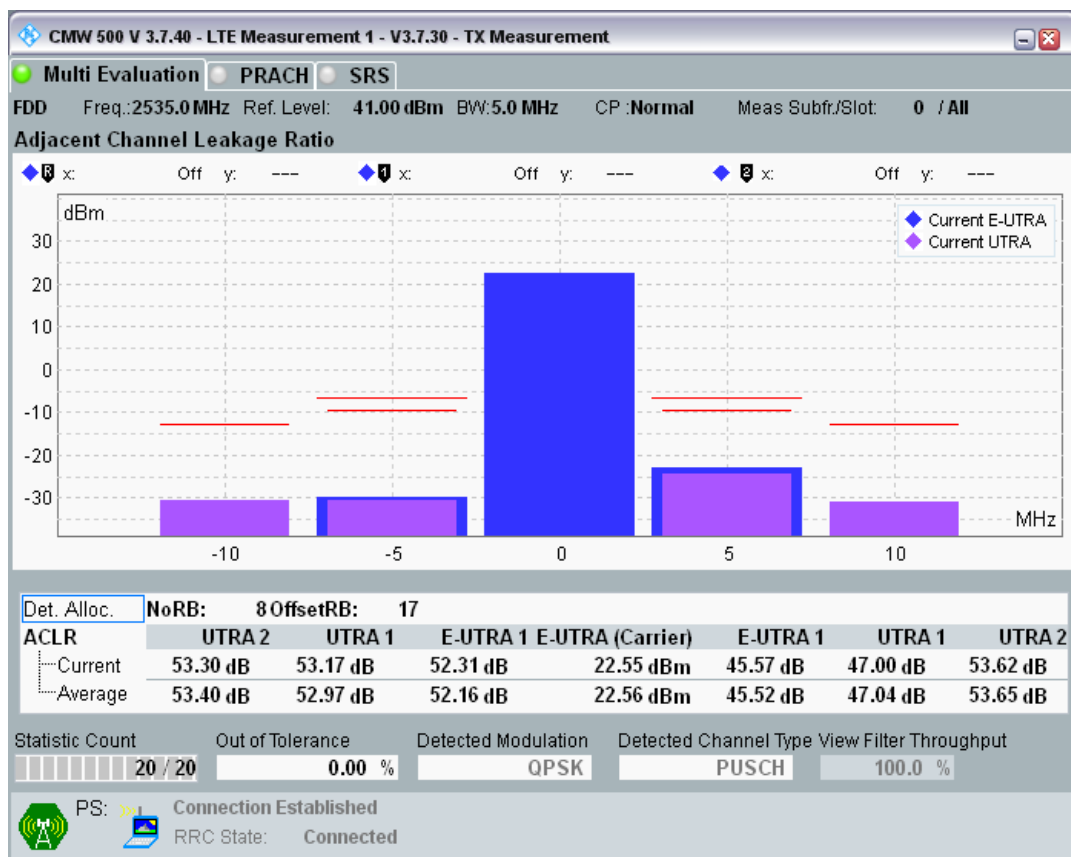 CMW 500 V 3.7.40 - LTE Measurement 1 - V3.7.30 - TX Measurement
Multi Evaluation PRACH SRS
FDD Freg.:2535.0 MHz Ref. Level: 41.00 dBm BW:5.0 MHz CP :Normal Meas Subfr./Slot: 0 / All
Adjacent Channel Leakage Ratio
R x: Off y: --- 1 x: Off y: --- 2 x: Off y: ---
dBm
Current E-UTRA
Current UTRA
30
20
10
0
-10
-20
-30
MHz
-10 -5 0 5 10
Det. Alloc. NoRB: 8 OffsetRB: 17
ACLR UTRA 2 UTRA 1 E-UTRA 1 E-UTRA (Carrier) E-UTRA 1 UTRA 1 UTRA 2
Current 53.30 dB 53.17 dB 52.31 dB 22.55 dBm 45.57 dB 47.00 dB 53.62 dB
Average 53.40 dB 52.97 dB 52.16 dB 22.56 dBm 45.52 dB 47.04 dB 53.65 dB
Statistic Count Out of Tolerance Detected Modulation Detected Channel Type View Filter Throughput
20 / 20 0.00 % QPSK PUSCH 100.0 %
PS: Connection Established
RRC State: Connected